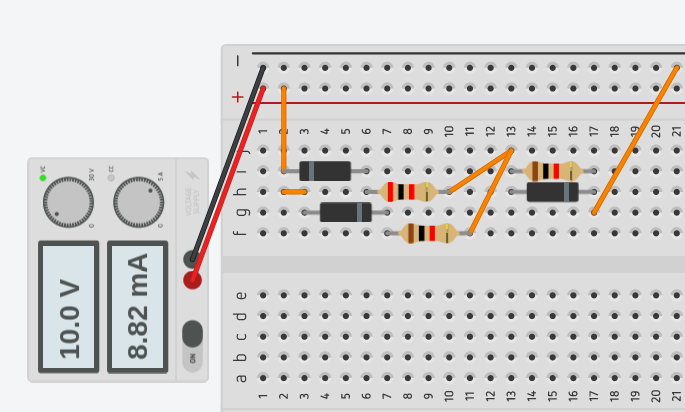 −
+
1 2 3 4 5 6 7 8 9 10 11 12 13 14 15 16 17 18 19 20 21
j
i
h
g
f
e
d
c
b
a
1 2 3 4 5 6 7 8 9 10 11 12 13 14 15 16 17 18 19 20 21
VC
30 V
0
CC
5 A
0
VOLTAGE
SUPPLY
10.0 V
8.82 mA
ON